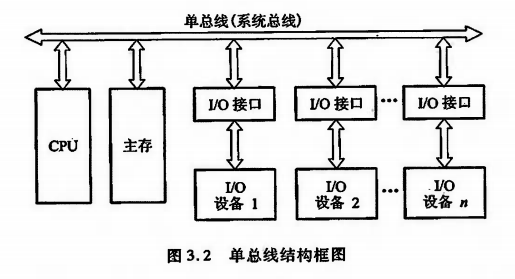 单总线(系统总线)
CPU
主存
I/O 接口
I/O 接口
···
I/O 接口
I/O
设备 1
I/O
设备 2
···
I/O
设备 n
图 3.2 单总线结构框图